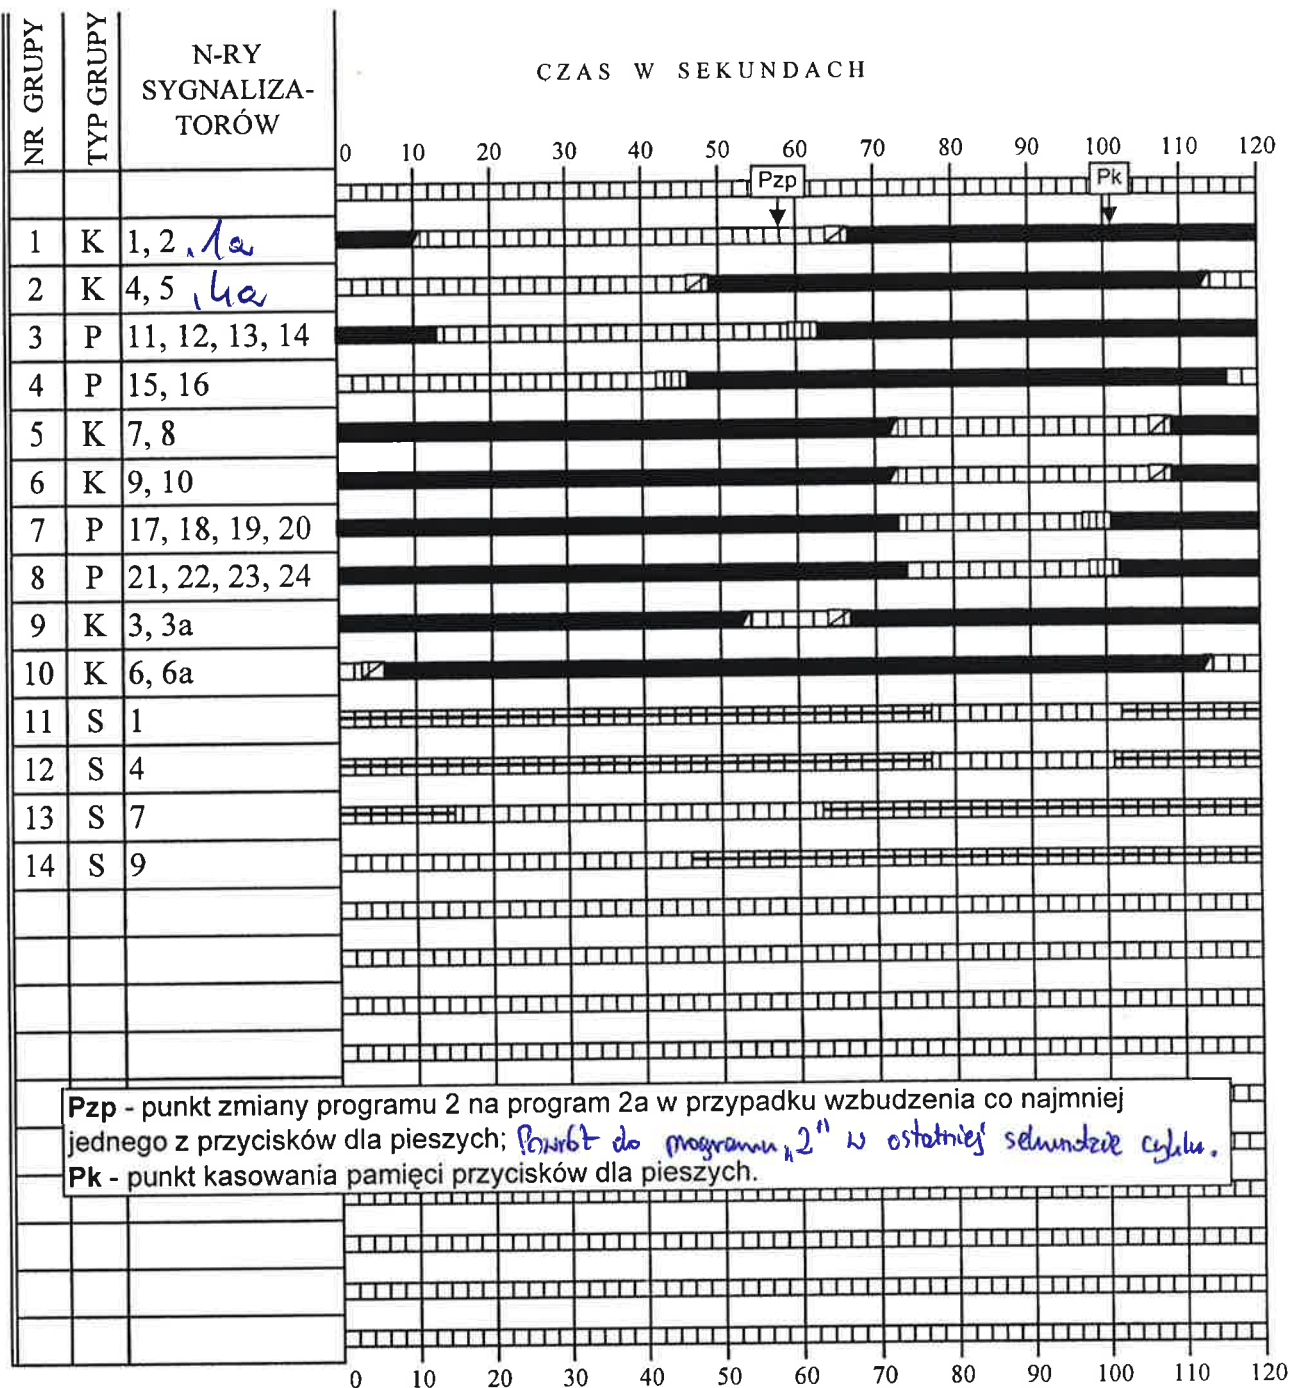 NR GRUPY
TYP GRUPY
N-RY
SYGNALIZA-
TORÓW
CZAS W SEKUNDACH
0 10 20 30 40 50 60 70 80 90 100 110 120
Pzp
Pk
1 K 1, 2 , 1a
2 K 4, 5 , 4a
3 P 11, 12, 13, 14
4 P 15, 16
5 K 7, 8
6 K 9, 10
7 P 17, 18, 19, 20
8 P 21, 22, 23, 24
9 K 3, 3a
10 K 6, 6a
11 S 1
12 S 4
13 S 7
14 S 9
Pzp - punkt zmiany programu 2 na program 2a w przypadku wzbudzenia co najmniej
jednego z przycisków dla pieszych; Powrót do programu „2" w ostatniej sekundzie cyklu.
Pk - punkt kasowania pamięci przycisków dla pieszych.
0 10 20 30 40 50 60 70 80 90 100 110 120